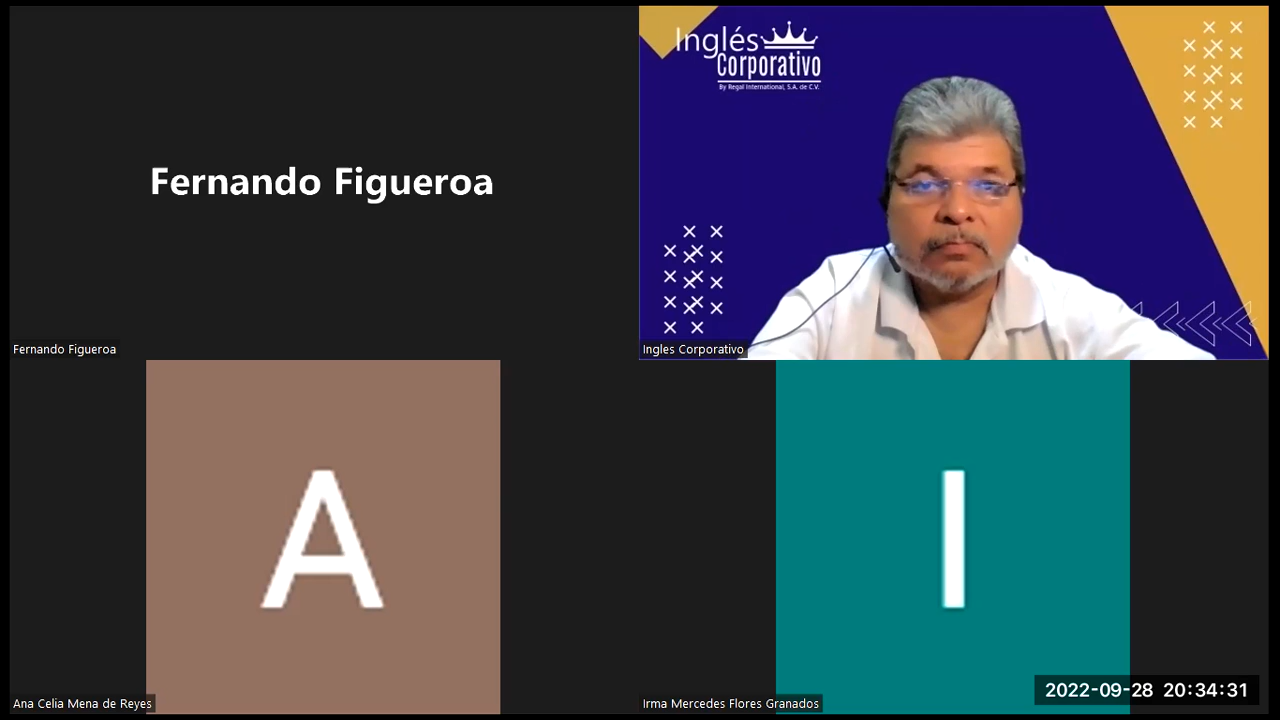 Fernando Figueroa
Fernando Figueroa
Inglés
Corporativo
By Regal International, S.A. de C.V.
Ingles Corporativo
A
Ana Celia Mena de Reyes
I
Irma Mercedes Flores Granados
2022-09-28 20:34:31